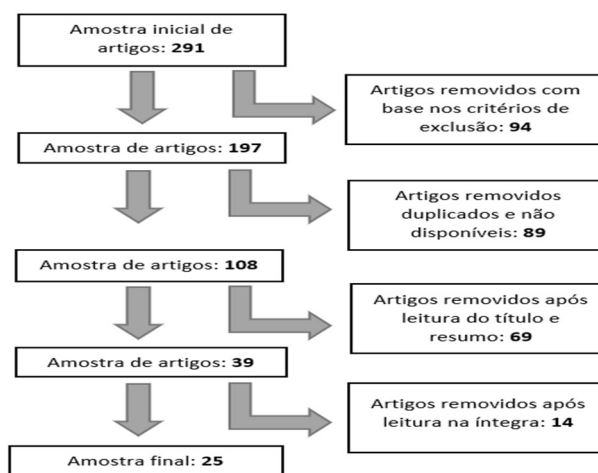 Amostra inicial de
artigos: 291
Artigos removidos com
base nos critérios de
exclusão: 94
Amostra de artigos: 197
Artigos removidos
duplicados e não
disponíveis: 89
Amostra de artigos: 108
Artigos removidos após
leitura do título e
resumo: 69
Amostra de artigos: 39
Artigos removidos após
leitura na íntegra: 14
Amostra final: 25